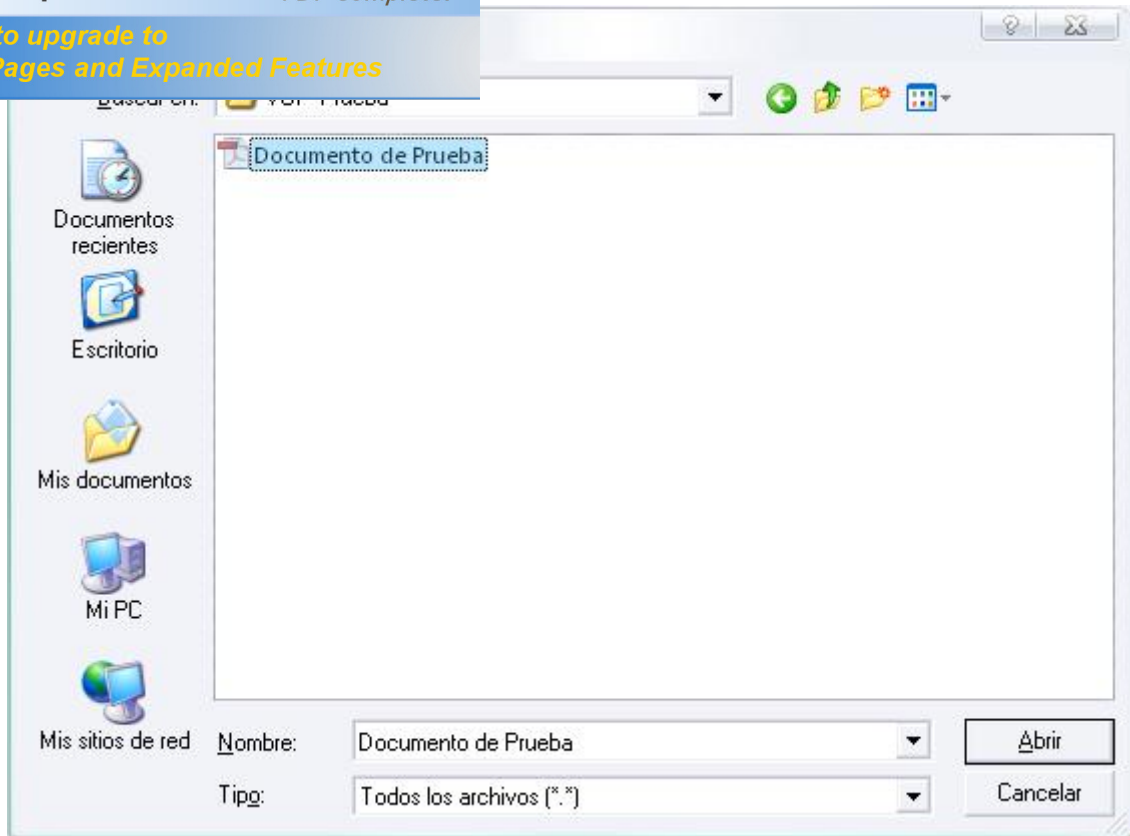 to upgrade to
Pages and Expanded Features
Documento de Prueba
Documentos
recientes
Escritorio
Mis documentos
Mi PC
Mis sitios de red
Nombre:
Documento de Prueba
Abrir
Tipo:
Todos los archivos (*.*)
Cancelar